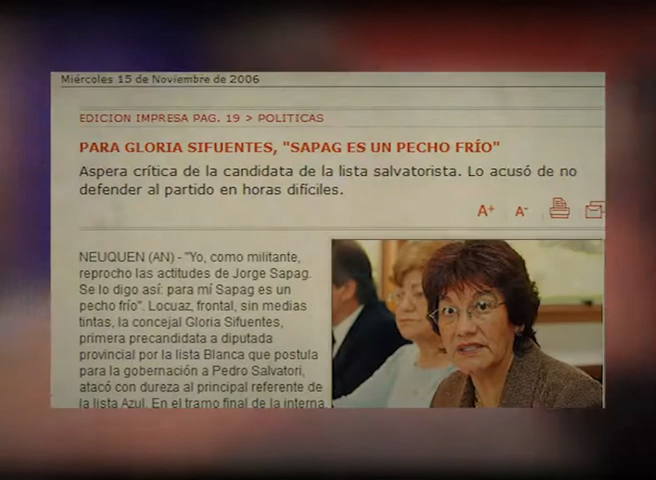 Miércoles 15 de Noviembre de 2006
EDICION IMPRESA PAG. 19 > POLITICAS
PARA GLORIA SIFUENTES, "SAPAG ES UN PECHO FRÍO"
Aspera crítica de la candidata de la lista salvatorista. Lo acusó de no
defender al partido en horas difíciles.
A+ A-
NEUQUEN (AN) - "Yo, como militante,
reprocho las actitudes de Jorge Sapag.
Se lo digo así: para mí Sapag es un
pecho frío". Locuaz, frontal, sin medias
tintas, la concejal Gloria Sifuentes,
primera precandidata a diputada
provincial por la lista Blanca que postula
para la gobernación a Pedro Salvatori,
atacó con dureza al principal referente de
la lista Azul. En el tramo final de la interna